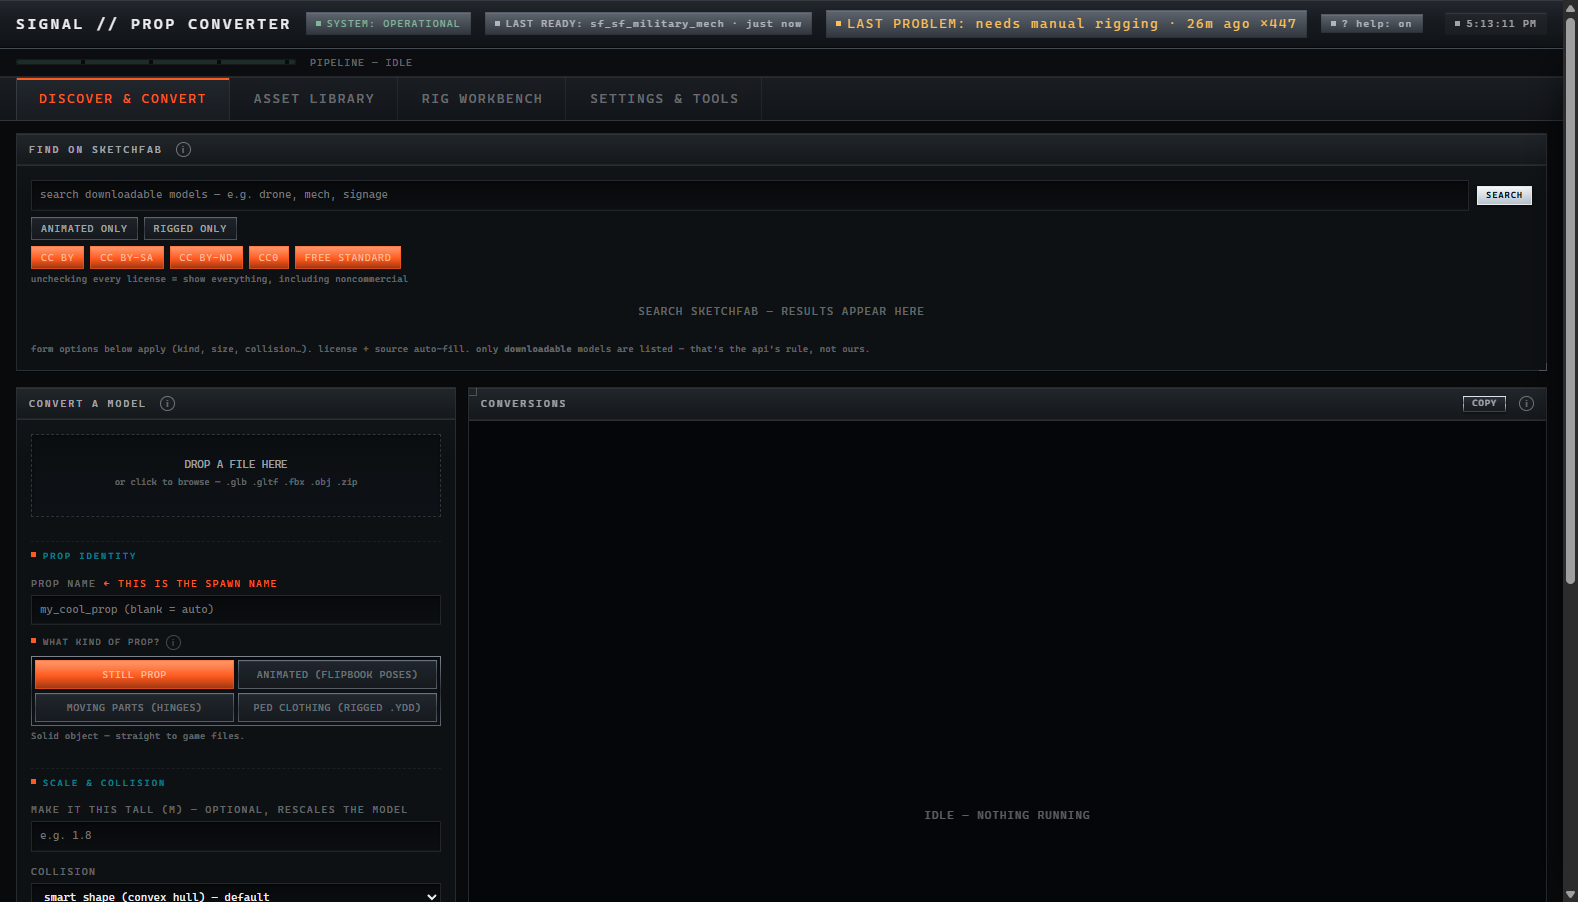 SIGNAL // PROP CONVERTER
SYSTEM: OPERATIONAL
LAST READY: sf_sf_military_mech · just now
LAST PROBLEM: needs manual rigging · 26m ago ×447
? help: on
5:13:11 PM
PIPELINE — IDLE
DISCOVER & CONVERT
ASSET LIBRARY
RIG WORKBENCH
SETTINGS & TOOLS
FIND ON SKETCHFAB
i
search downloadable models — e.g. drone, mech, signage
SEARCH
ANIMATED ONLY
RIGGED ONLY
CC BY
CC BY-SA
CC BY-ND
CC0
FREE STANDARD
unchecking every license = show everything, including noncommercial
SEARCH SKETCHFAB — RESULTS APPEAR HERE
form options below apply (kind, size, collision…). license + source auto-fill. only downloadable models are listed — that's the api's rule, not ours.
CONVERT A MODEL
i
DROP A FILE HERE
or click to browse — .glb .gltf .fbx .obj .zip
PROP IDENTITY
PROP NAME ← THIS IS THE SPAWN NAME
my_cool_prop (blank = auto)
WHAT KIND OF PROP?
i
STILL PROP
ANIMATED (FLIPBOOK POSES)
MOVING PARTS (HINGES)
PED CLOTHING (RIGGED .YDD)
Solid object — straight to game files.
SCALE & COLLISION
MAKE IT THIS TALL (M) — OPTIONAL, RESCALES THE MODEL
e.g. 1.8
COLLISION
smart shape (convex hull) — default
CONVERSIONS
COPY
i
IDLE — NOTHING RUNNING